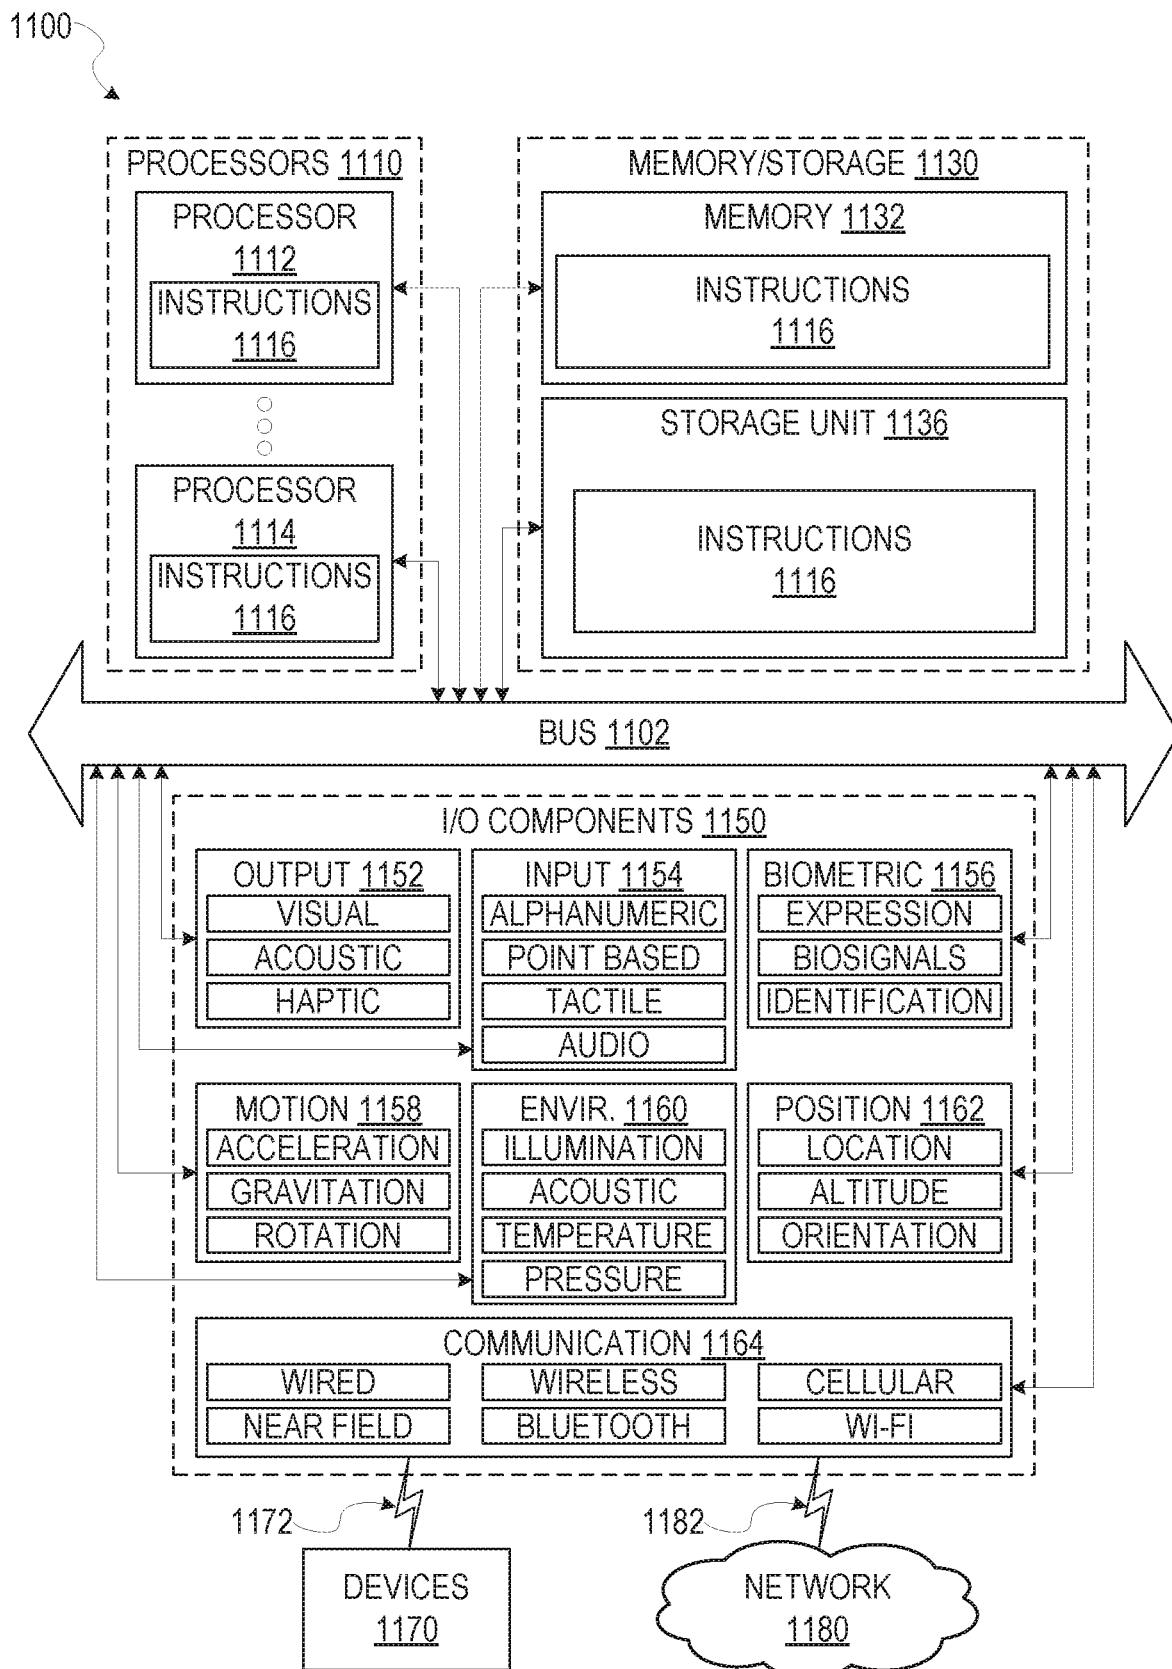 1100
PROCESSORS 1110
PROCESSOR
1112
INSTRUCTIONS
1116
PROCESSOR
1114
INSTRUCTIONS
1116
MEMORY/STORAGE 1130
MEMORY 1132
INSTRUCTIONS
1116
STORAGE UNIT 1136
INSTRUCTIONS
1116
BUS 1102
I/O COMPONENTS 1150
OUTPUT 1152
VISUAL
ACOUSTIC
HAPTIC
INPUT 1154
ALPHANUMERIC
POINT BASED
TACTILE
AUDIO
BIOMETRIC 1156
EXPRESSION
BIOSIGNALS
IDENTIFICATION
MOTION 1158
ACCELERATION
GRAVITATION
ROTATION
ENVIR. 1160
ILLUMINATION
ACOUSTIC
TEMPERATURE
PRESSURE
POSITION 1162
LOCATION
ALTITUDE
ORIENTATION
COMMUNICATION 1164
WIRED
WIRELESS
CELLULAR
NEAR FIELD
BLUETOOTH
WI-FI
1172
1182
DEVICES
1170
NETWORK
1180